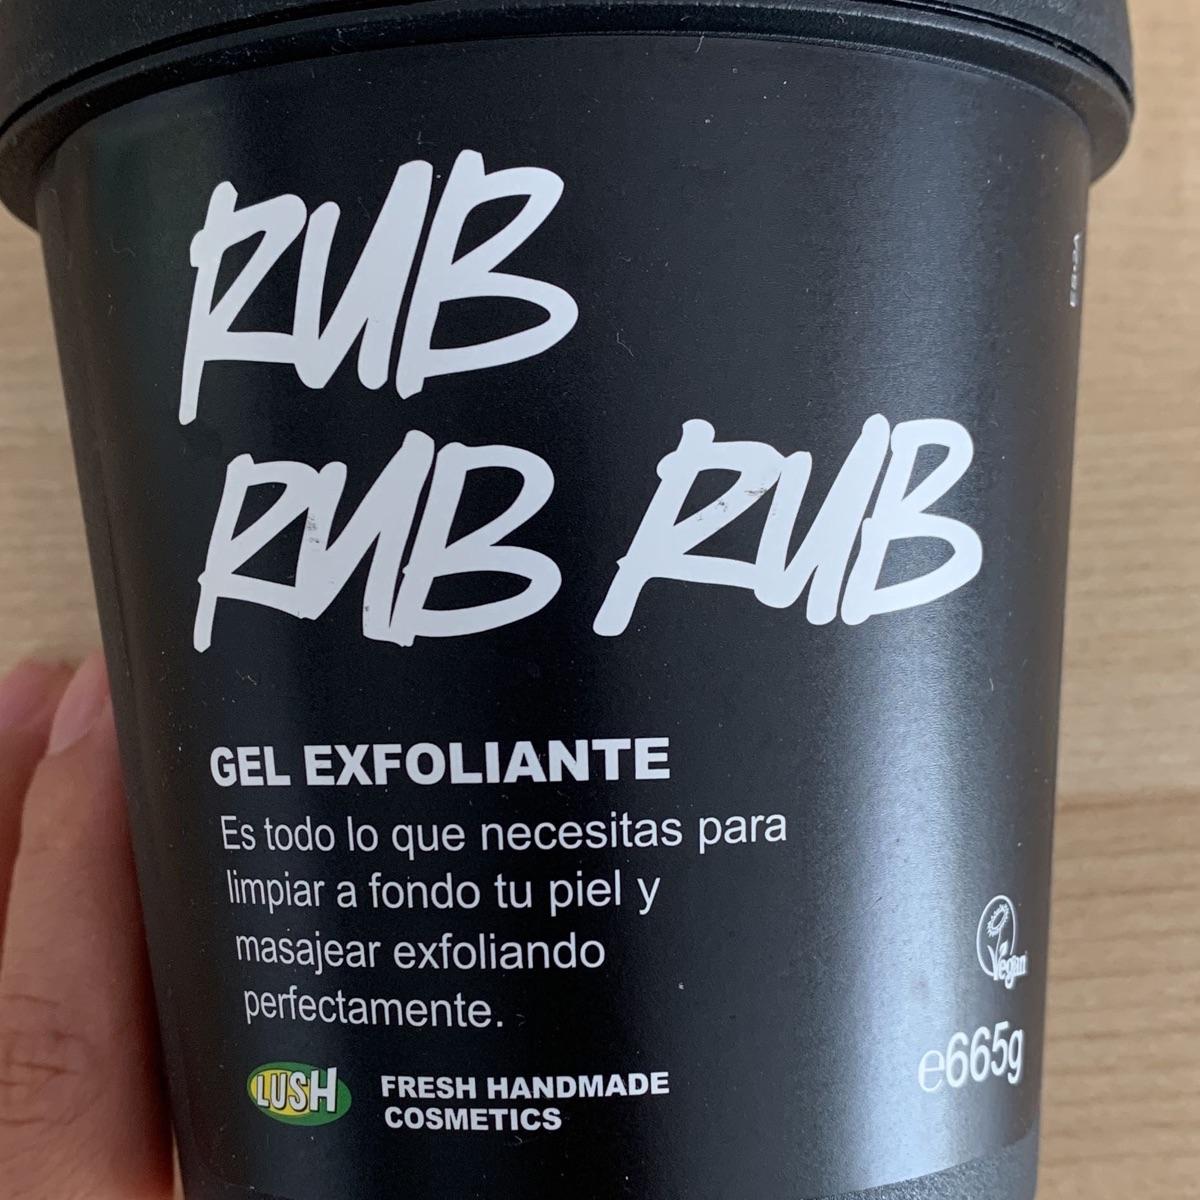 RUB
RUB RUB
GEL EXFOLIANTE
Es todo lo que necesitas para
limpiar a fondo tu piel y
masajear exfoliando
perfectamente.
Vegan
e665g
LUSH
FRESH HANDMADE
COSMETICS